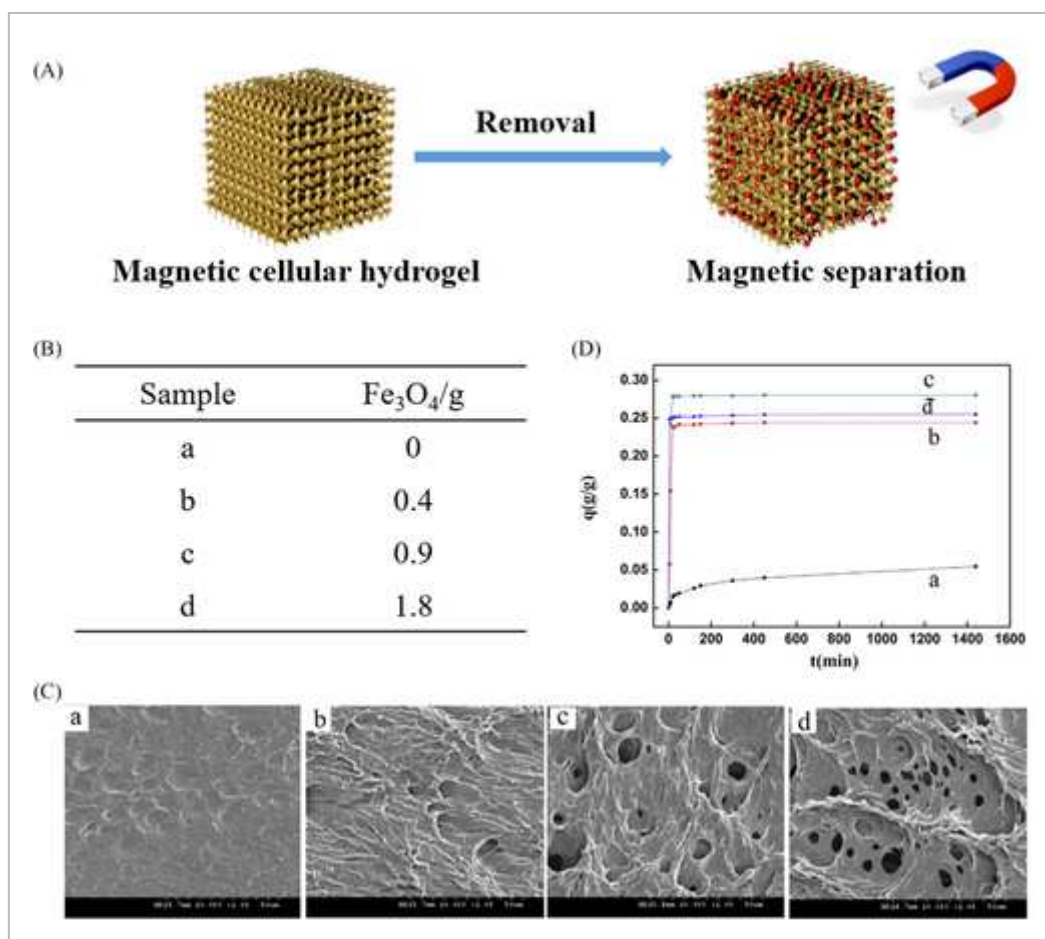 (A)
Removal
Magnetic cellular hydrogel
Magnetic separation
(B)
Sample Fe₃O₄/g
a 0
b 0.4
c 0.9
d 1.8
(D)
0.30
0.25
0.20
0.15
0.10
0.05
0.00
q(g/g)
c
d
b
a
0 200 400 600 800 1000 1200 1400 1600
t(min)
(C)
a
b
c
d